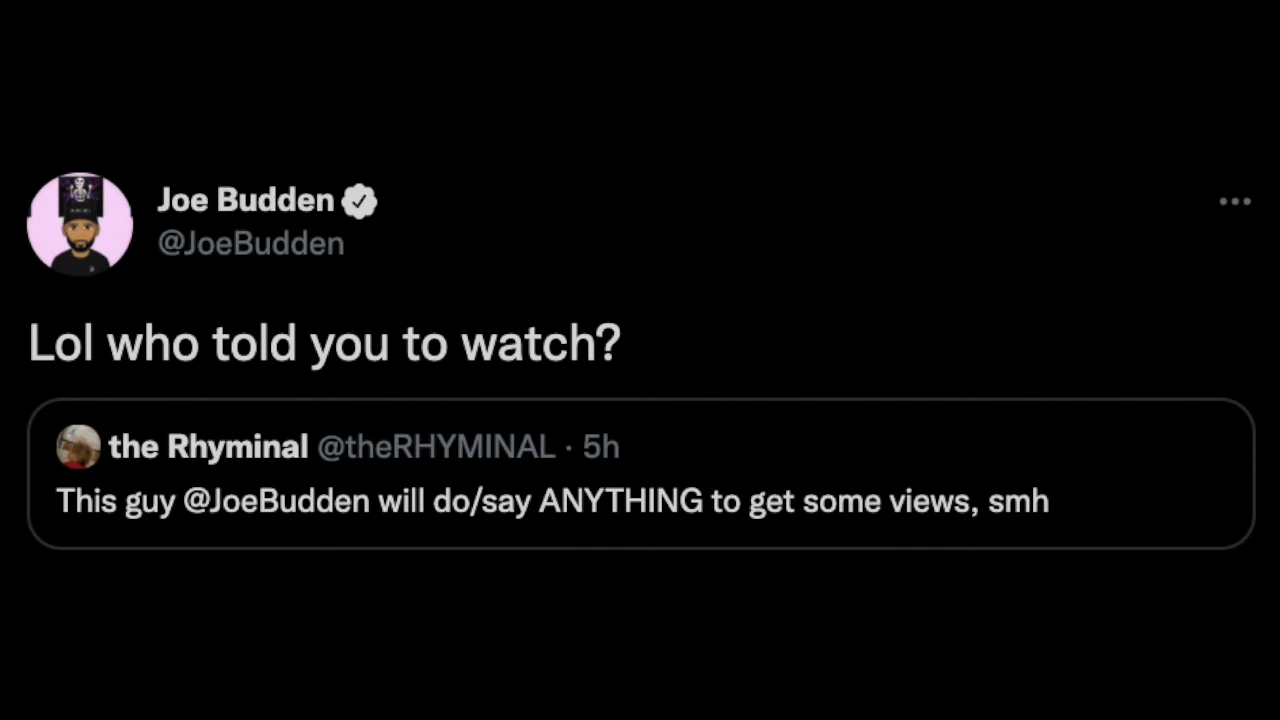 Joe Budden
@JoeBudden
Lol who told you to watch?
the Rhyminal @theRHYMINAL · 5h
This guy @JoeBudden will do/say ANYTHING to get some views, smh